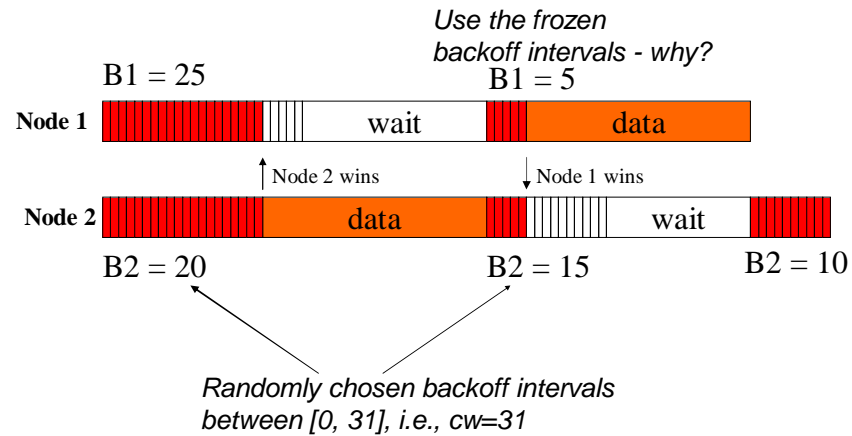 Use the frozen
backoff intervals - why?
B1 = 25
B1 = 5
Node 1
wait
data
Node 2 wins
Node 1 wins
Node 2
data
wait
B2 = 20
B2 = 15
B2 = 10
Randomly chosen backoff intervals
between [0, 31], i.e., cw=31